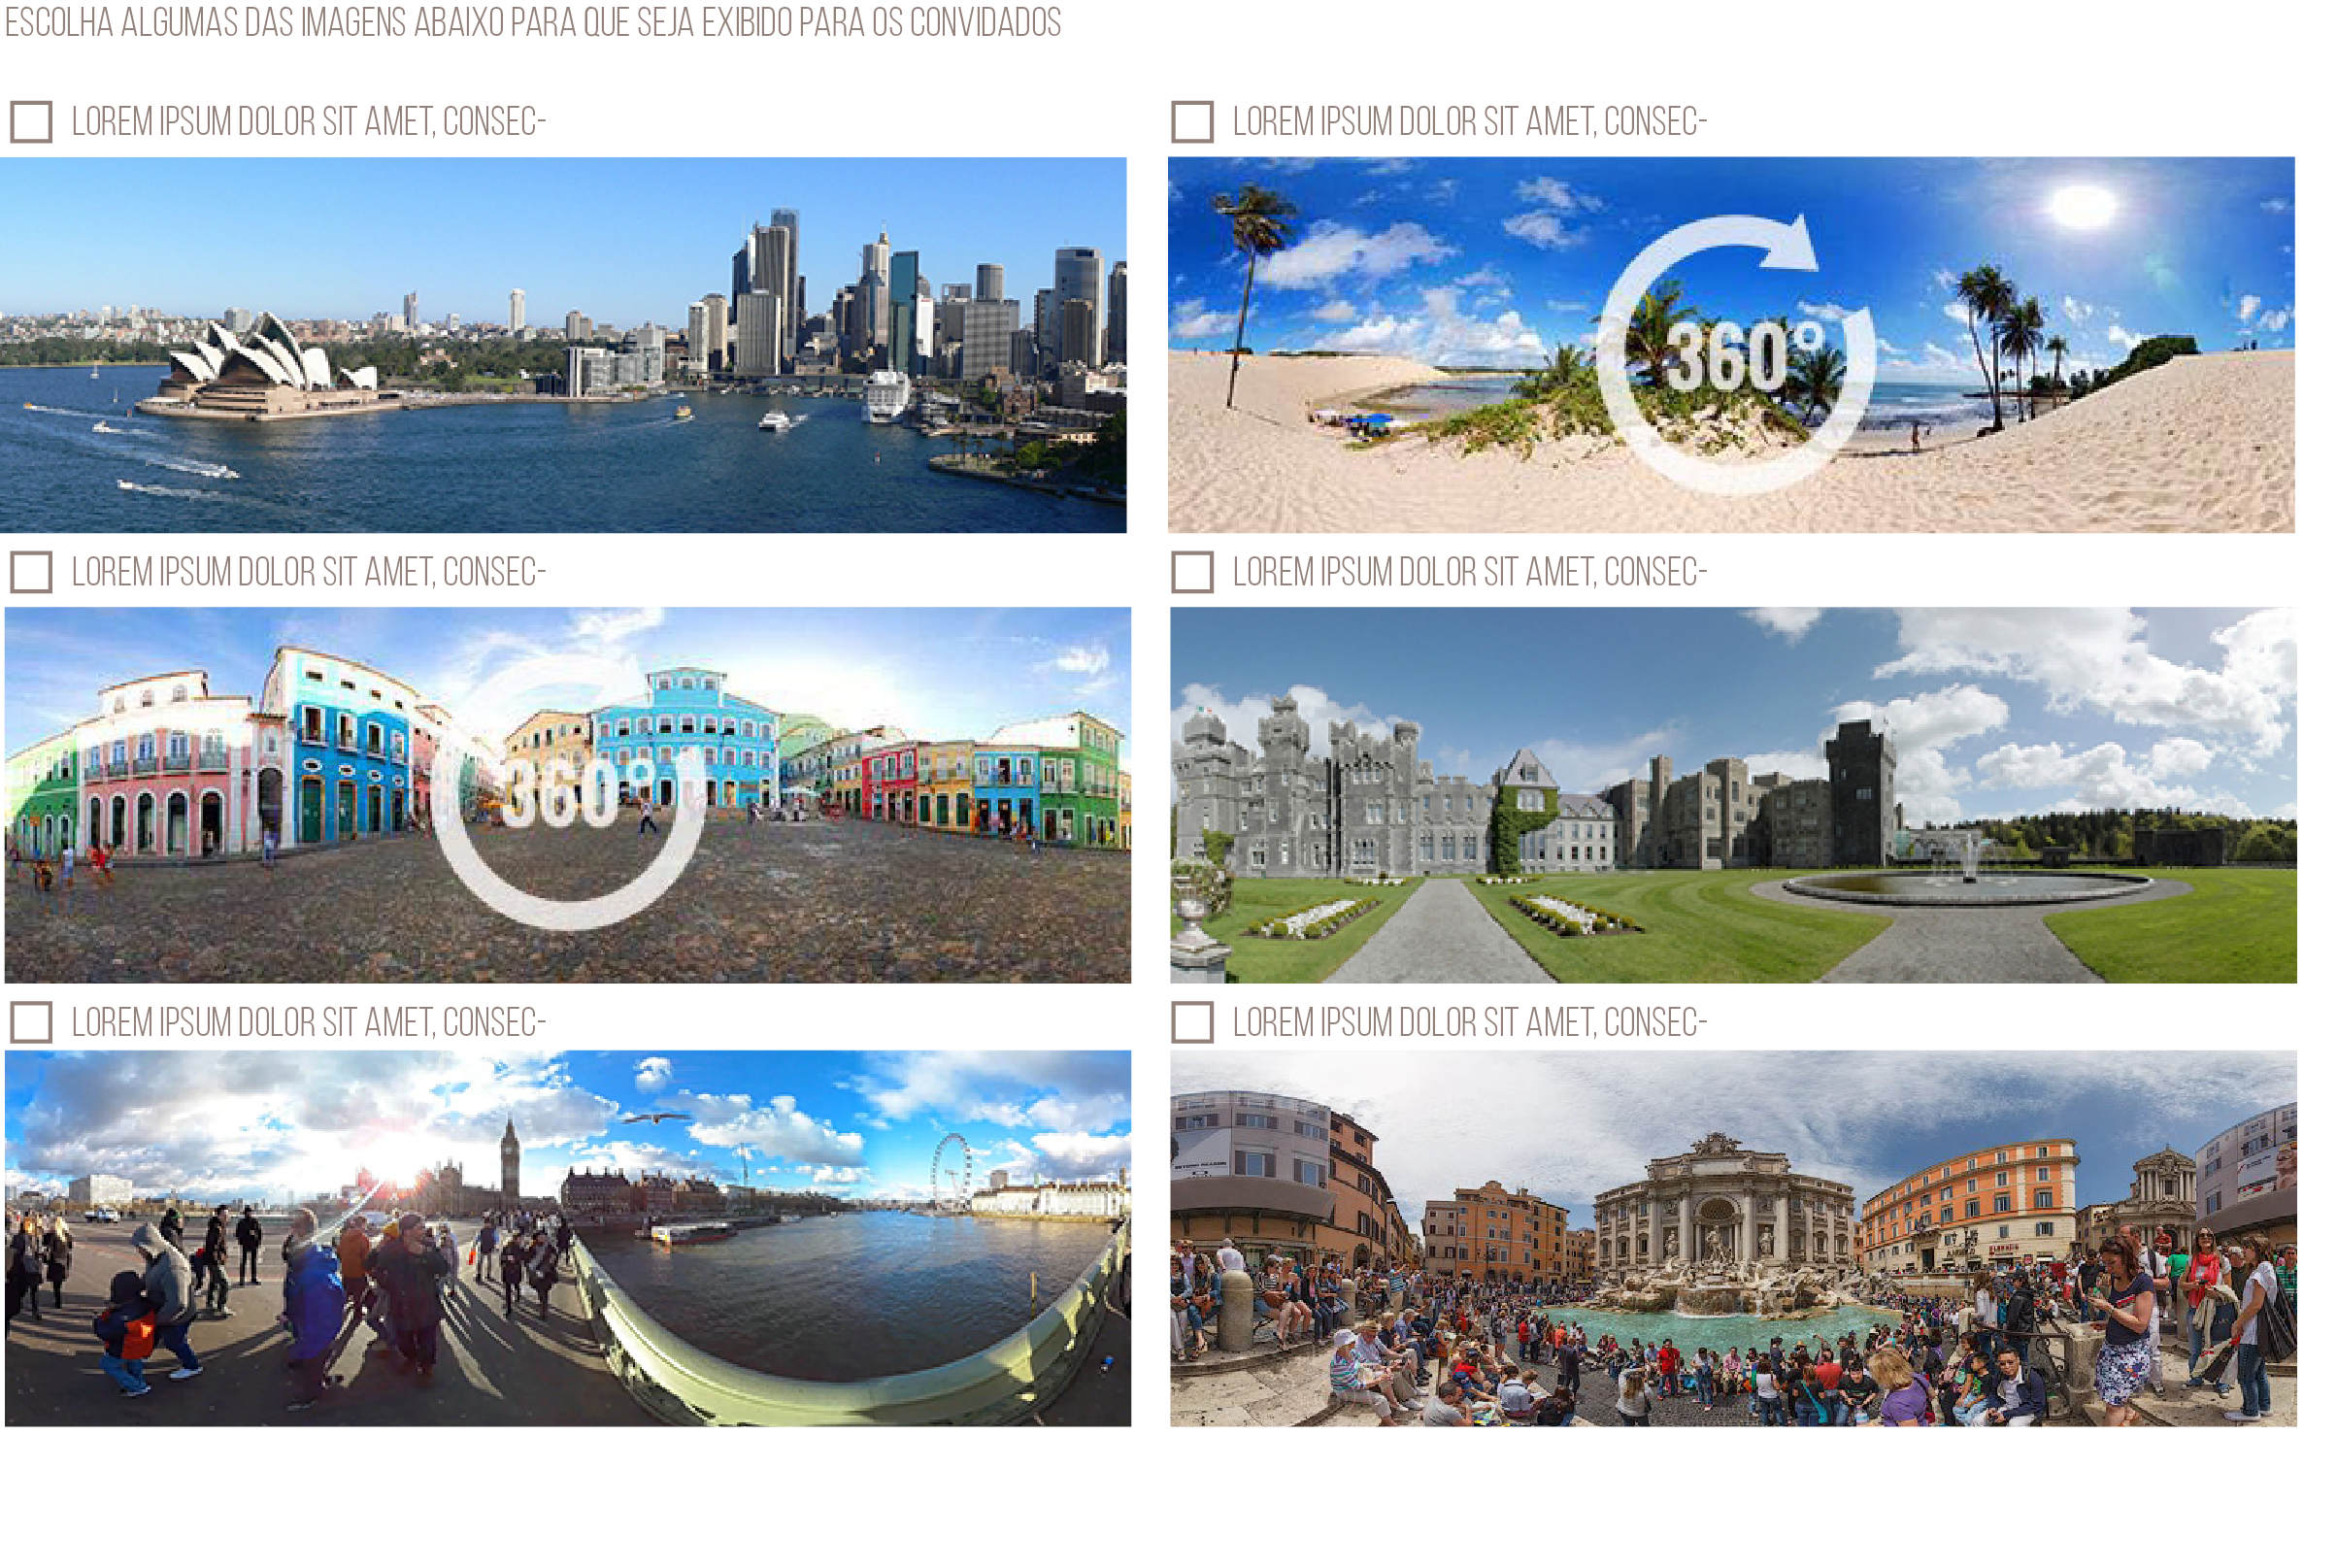 ESCOLHA ALGUMAS DAS IMAGENS ABAIXO PARA QUE SEJA EXIBIDO PARA OS CONVIDADOS
LOREM IPSUM DOLOR SIT AMET, CONSEC-
LOREM IPSUM DOLOR SIT AMET, CONSEC-
360°
LOREM IPSUM DOLOR SIT AMET, CONSEC-
LOREM IPSUM DOLOR SIT AMET, CONSEC-
360°
LOREM IPSUM DOLOR SIT AMET, CONSEC-
LOREM IPSUM DOLOR SIT AMET, CONSEC-